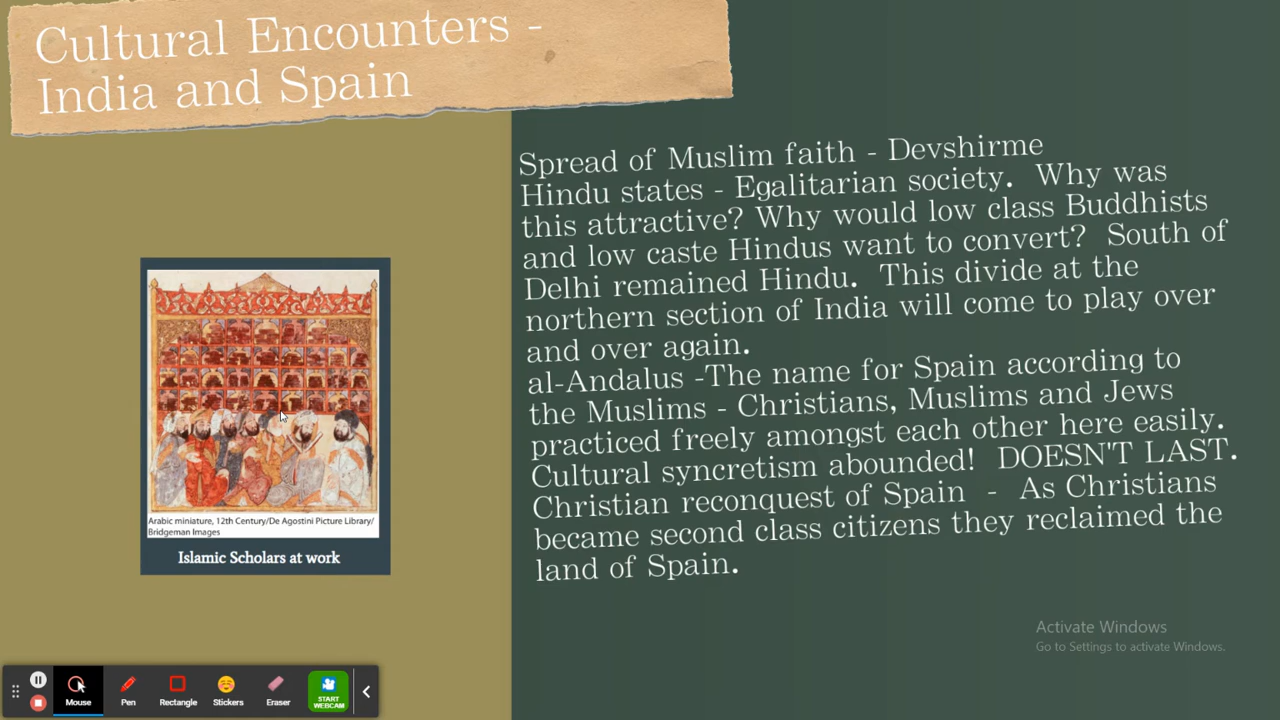 Cultural Encounters -
India and Spain
Spread of Muslim faith - Devshirme
Hindu states - Egalitarian society.  Why was
this attractive? Why would low class Buddhists
and low caste Hindus want to convert?  South of
Delhi remained Hindu.  This divide at the
northern section of India will come to play over
and over again.
al-Andalus -The name for Spain according to
the Muslims - Christians, Muslims and Jews
practiced freely amongst each other here easily.
Cultural syncretism abounded!  DOESN'T LAST.
Christian reconquest of Spain  -  As Christians
became second class citizens they reclaimed the
land of Spain.
Arabic miniature, 12th Century/De Agostini Picture Library/
Bridgeman Images
Islamic Scholars at work
Activate Windows
Go to Settings to activate Windows.
Mouse
Pen
Rectangle
Stickers
Eraser
START
WEBCAM